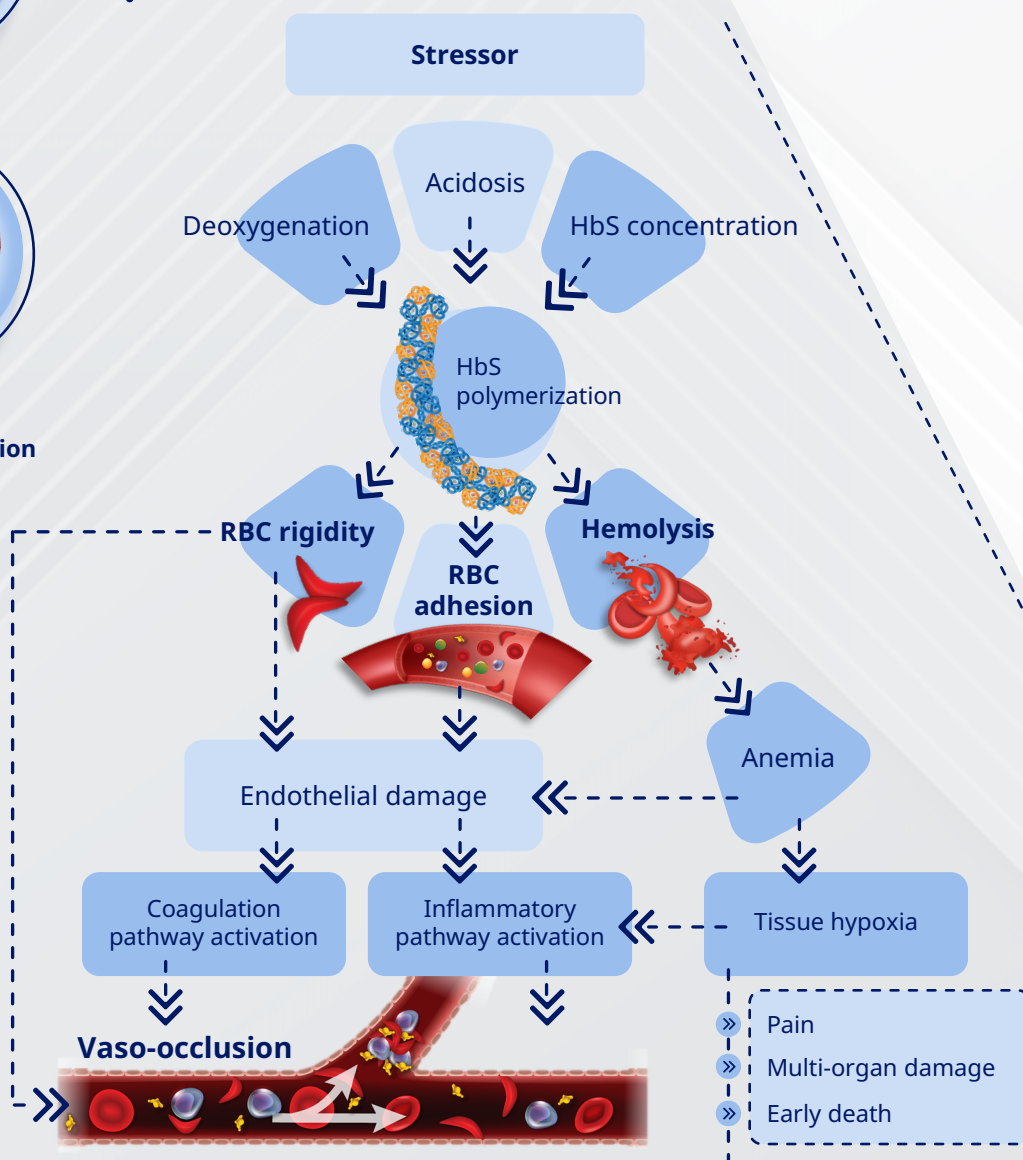 Stressor
Acidosis
Deoxygenation
HbS concentration
HbS
polymerization
ion
RBC rigidity
Hemolysis
RBC
adhesion
Anemia
Endothelial damage
Coagulation
pathway activation
Inflammatory
pathway activation
Tissue hypoxia
Pain
Vaso-occlusion
Multi-organ damage
Early death